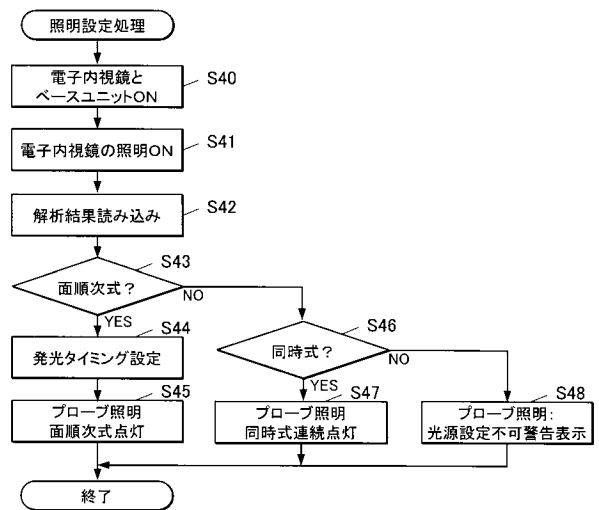 照明設定処理
電子内視鏡と
ベースユニットON
S40
電子内視鏡の照明ON
S41
解析結果読み込み
S42
面順次式？
S43
NO
YES
発光タイミング設定
S44
プローブ照明
面順次式点灯
S45
同時式？
S46
NO
YES
プローブ照明
同時式連続点灯
S47
プローブ照明：
光源設定不可警告表示
S48
終了